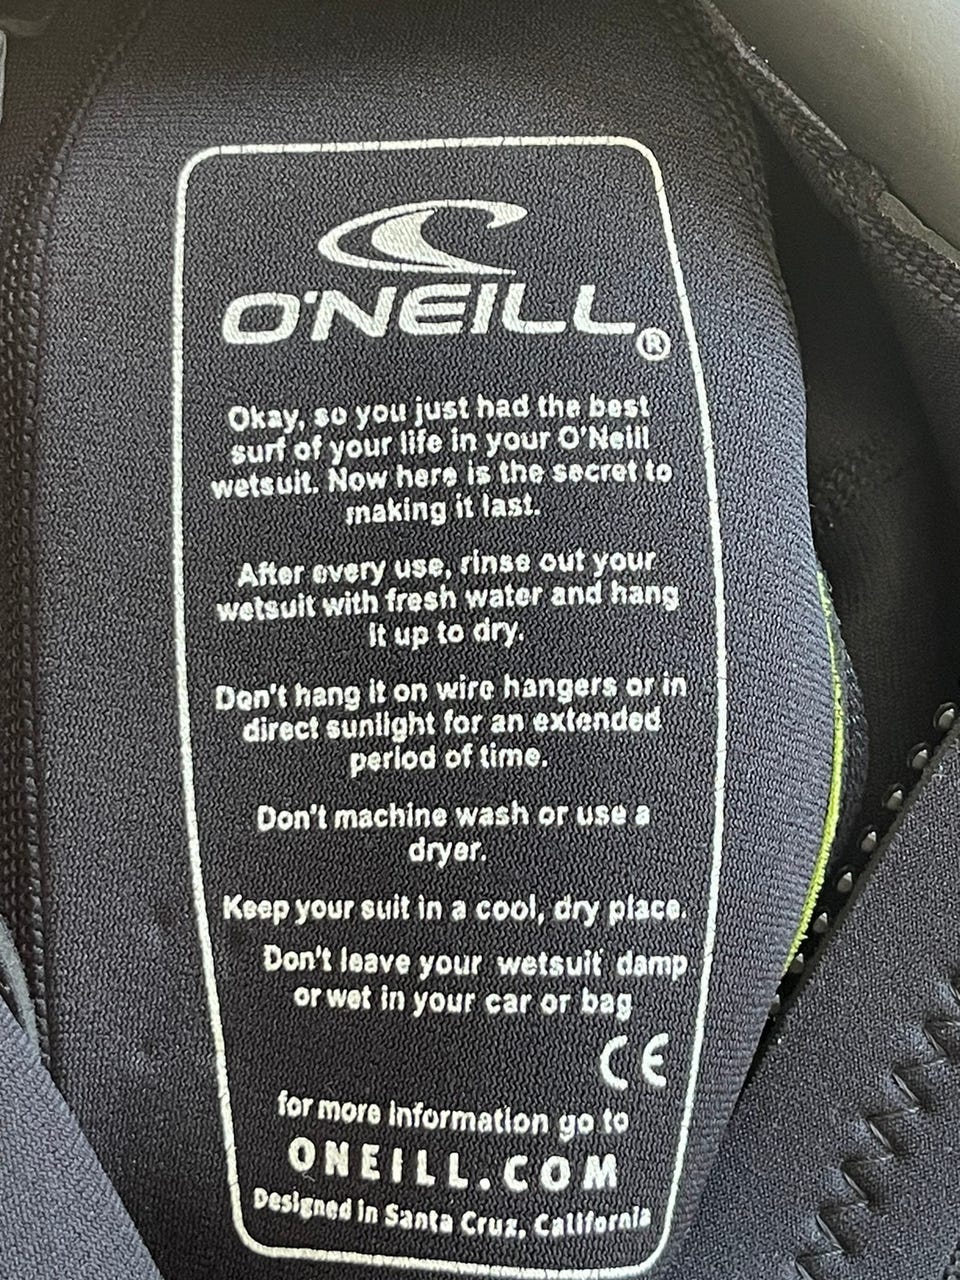 O'NEILL®
Okay, so you just had the best
surf of your life in your O'Neill
wetsuit. Now here is the secret to
making it last.
After every use, rinse out your
wetsuit with fresh water and hang
it up to dry.
Don't hang it on wire hangers or in
direct sunlight for an extended
period of time.
Don't machine wash or use a
dryer.
Keep your suit in a cool, dry place.
Don't leave your wetsuit damp
or wet in your car or bag
CE
for more information go to
ONEILL.COM
Designed in Santa Cruz, California